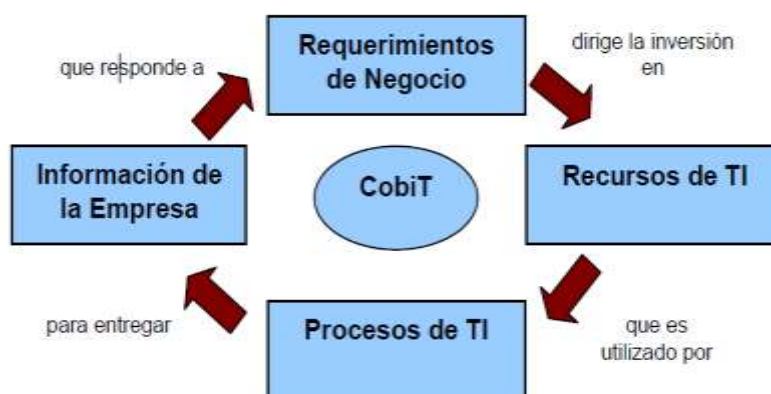 Requerimientos
de Negocio
dirige la inversión
en
Recursos de TI
que es
utilizado por
Procesos de TI
para entregar
Información de
la Empresa
que responde a
CobiT